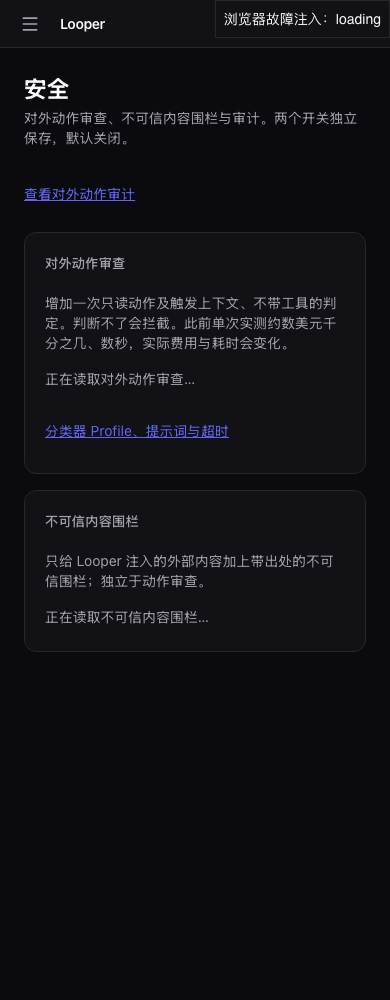 Looper
浏览器故障注入：loading
安全
对外动作审查、不可信内容围栏与审计。两个开关独立
保存，默认关闭。
查看对外动作审计
对外动作审查
增加一次只读动作及触发上下文、不带工具的判
定。判断不了会拦截。此前单次实测约数美元千
分之几、数秒，实际费用与耗时会变化。
正在读取对外动作审查…
分类器 Profile、提示词与超时
不可信内容围栏
只给 Looper 注入的外部内容加上带出处的不可
信围栏；独立于动作审查。
正在读取不可信内容围栏…